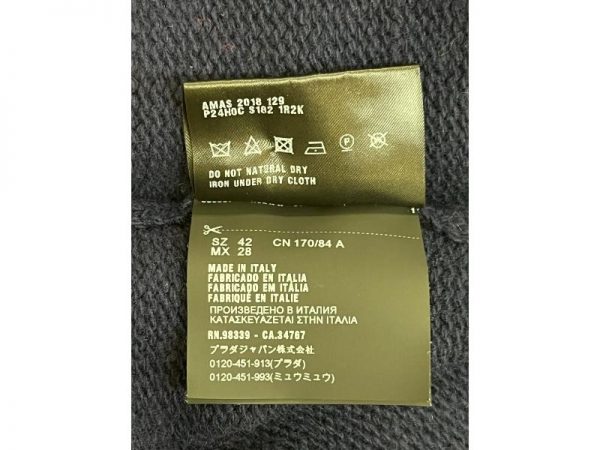 AMAS 2018 129
P24H0C S182 1R2K
DO NOT NATURAL DRY
IRON UNDER DRY CLOTH
SZ 42 CN 170/84 A
MX 28
MADE IN ITALY
FABRICADO EN ITALIA
FABRICADO EM ITÁLIA
FABRIQUÉ EN ITALIE
ПРОИЗВЕДЕНО В ИТАЛИЯ
ΚΑΤΑΣΚΕΥΑΖΕΤΑΙ ΣΤΗΝ ΙΤΑΛΙΑ
RN.98339 - CA.34767
プラダジャパン株式会社
0120-451-913(プラダ)
0120-451-993(ミュウミュウ)